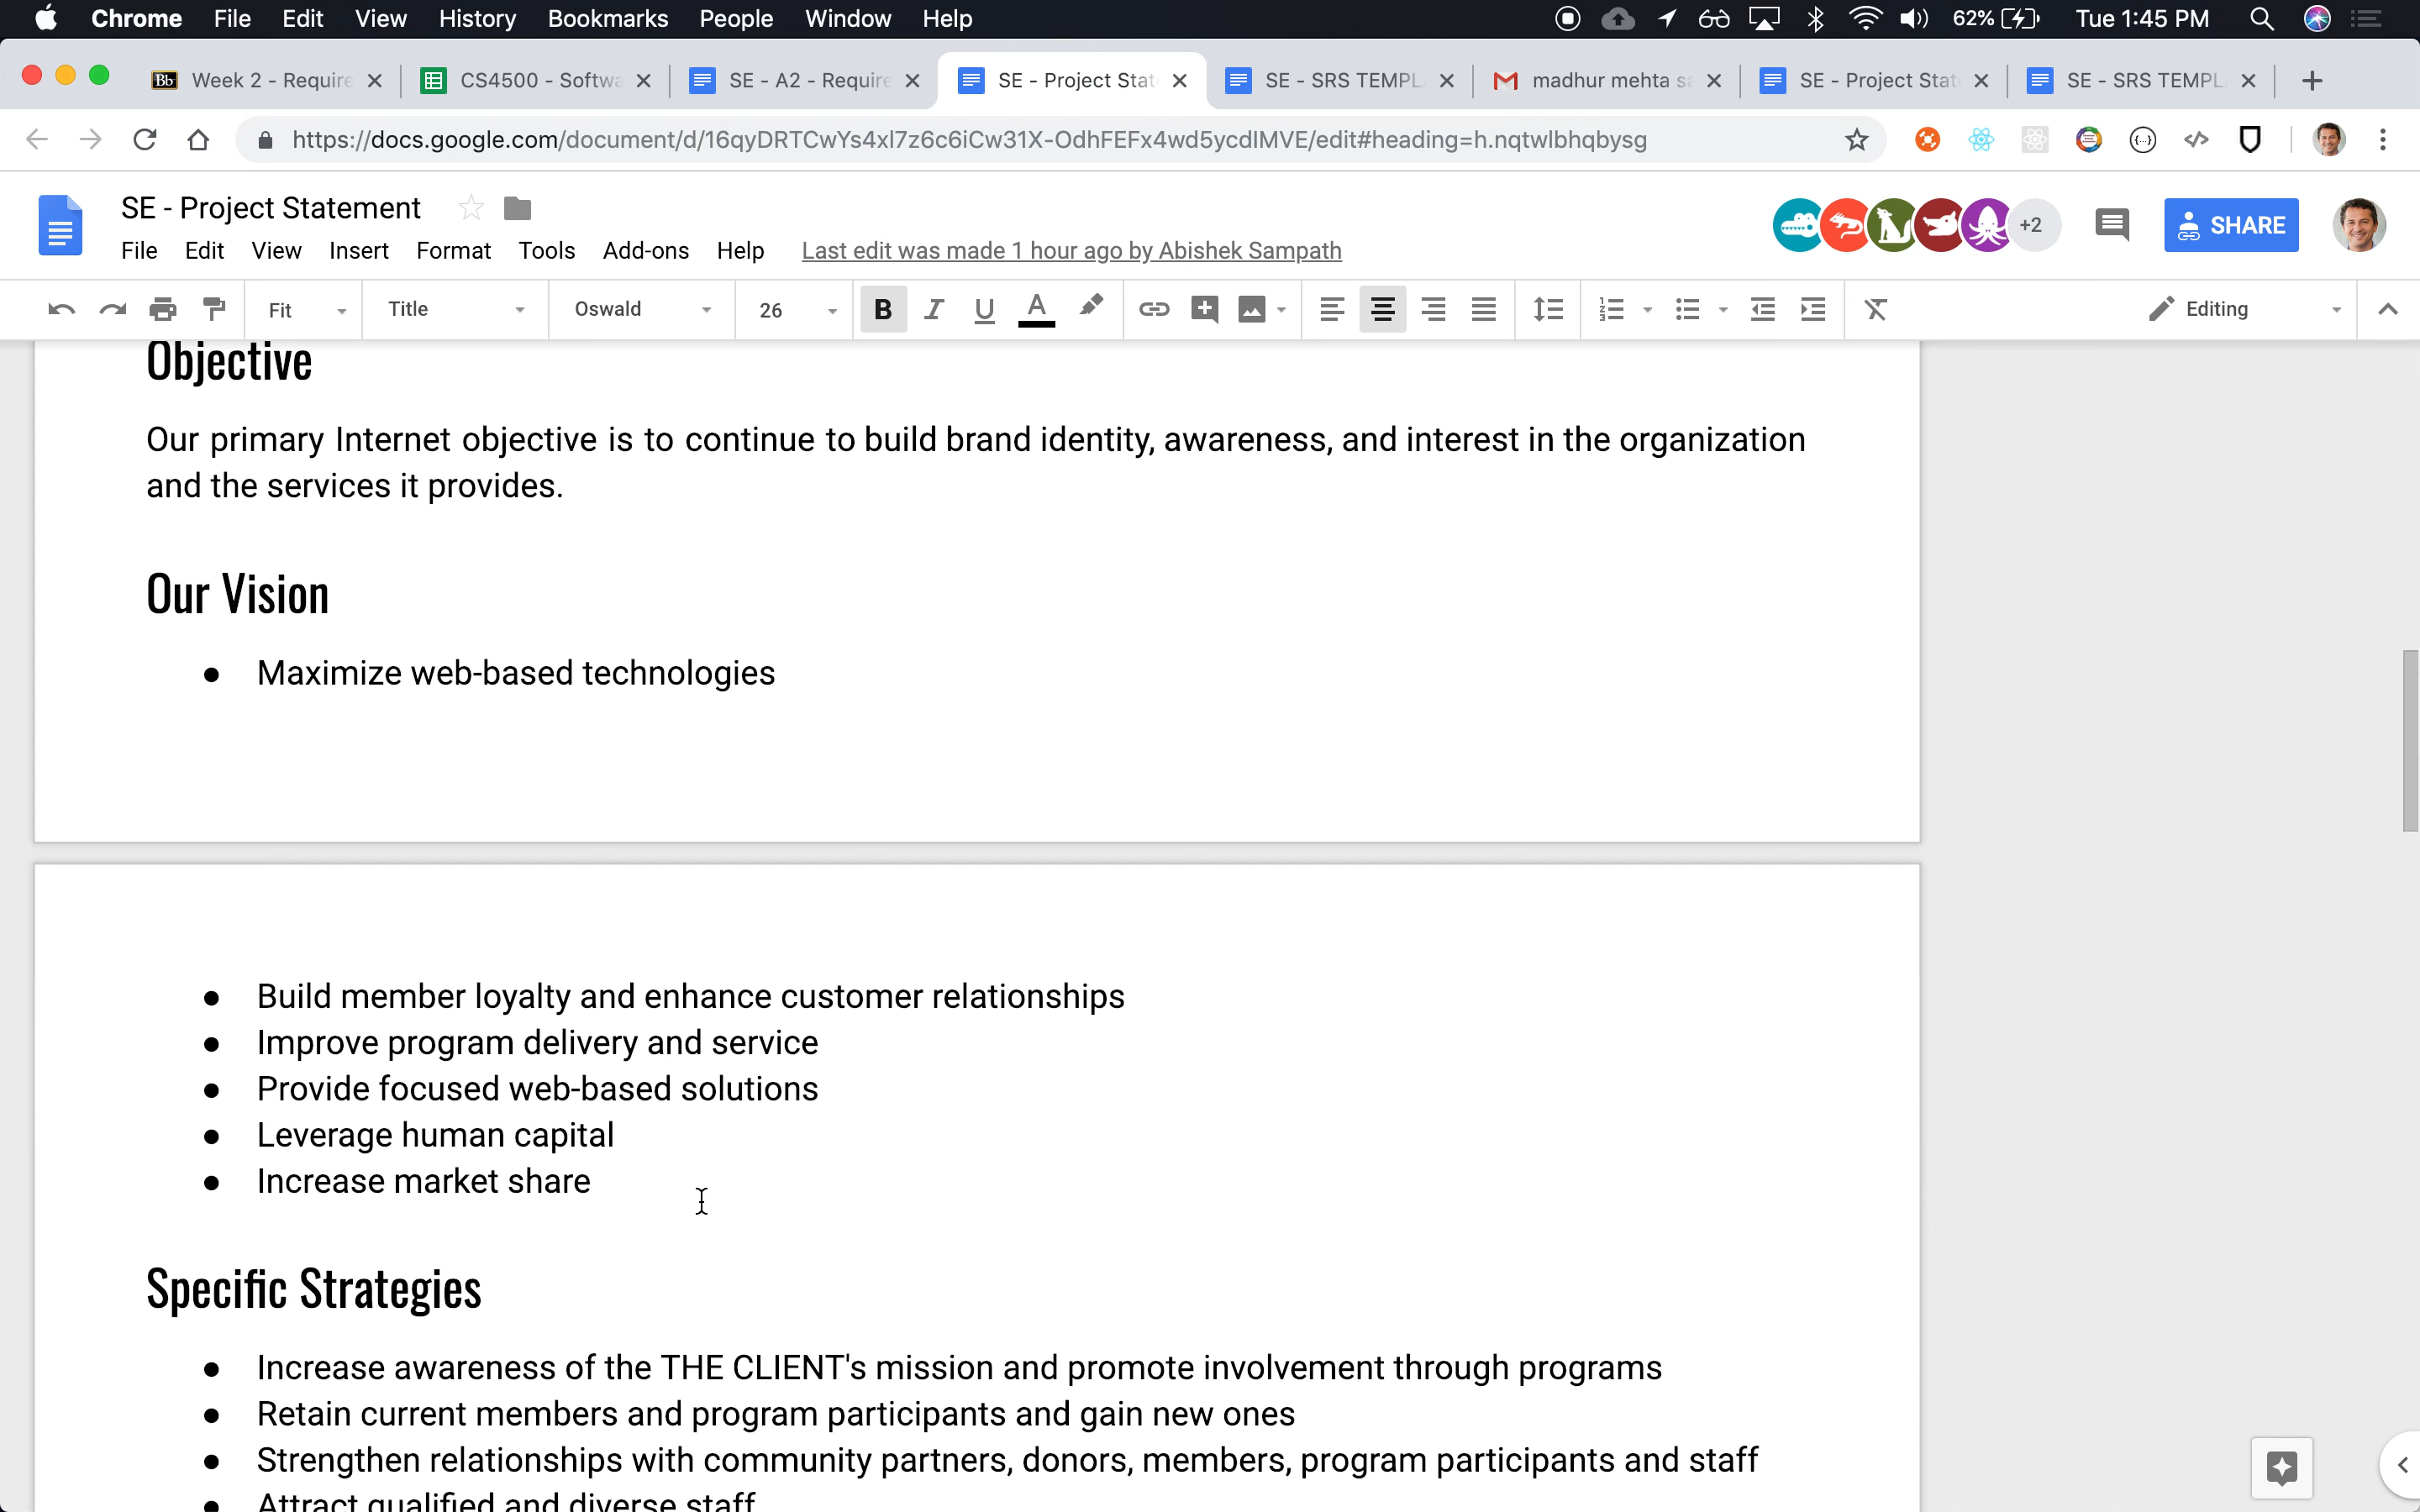 Chrome File Edit View History Bookmarks People Window Help 62% Tue 1:45 PM
Bb Week 2 - Require CS4500 - Softwa SE - A2 - Require SE - Project Stat SE - SRS TEMPL madhur mehta sa SE - Project Stat SE - SRS TEMPL
https://docs.google.com/document/d/16qyDRTCwYs4xl7z6c6iCw31X-OdhFEFx4wd5ycdIMVE/edit#heading=h.nqtwlbhqbysg
SE - Project Statement
+2 SHARE
File Edit View Insert Format Tools Add-ons Help Last edit was made 1 hour ago by Abishek Sampath
Fit Title Oswald 26 B I U A Editing
Objective
Our primary Internet objective is to continue to build brand identity, awareness, and interest in the organization
and the services it provides.
Our Vision
● Maximize web-based technologies
● Build member loyalty and enhance customer relationships
● Improve program delivery and service
● Provide focused web-based solutions
● Leverage human capital
● Increase market share
Specific Strategies
● Increase awareness of the THE CLIENT's mission and promote involvement through programs
● Retain current members and program participants and gain new ones
● Strengthen relationships with community partners, donors, members, program participants and staff
● Attract qualified and diverse staff